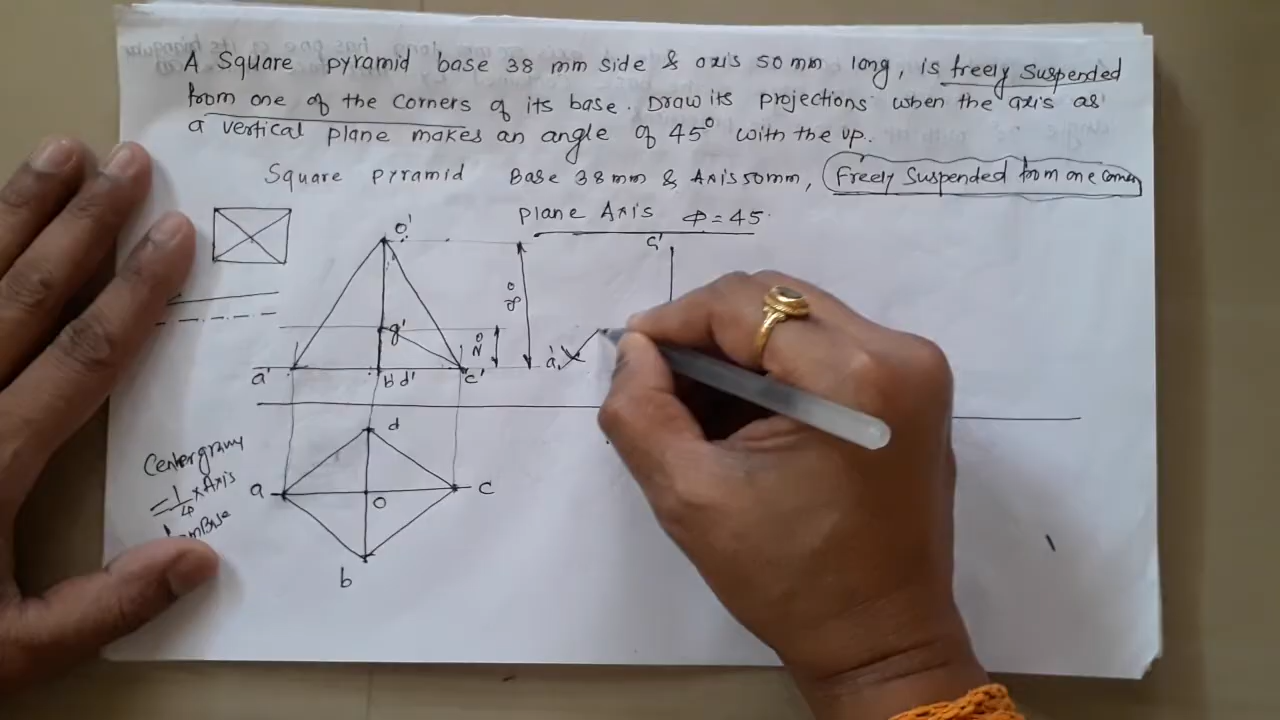 A Square pyramid base 38 mm side & axis 50 mm long, is freely suspended
from one of the corners of its base. Draw its projections when the axis as
a vertical plane makes an angle of 45° with the vp.
Square pyramid Base 38mm & Axis 50mm, Freely Suspended from one corner
plane Axis φ=45
o'
c'
g'
a'
a' b' d' c'
d
a o c
b
=1/4 × Axis